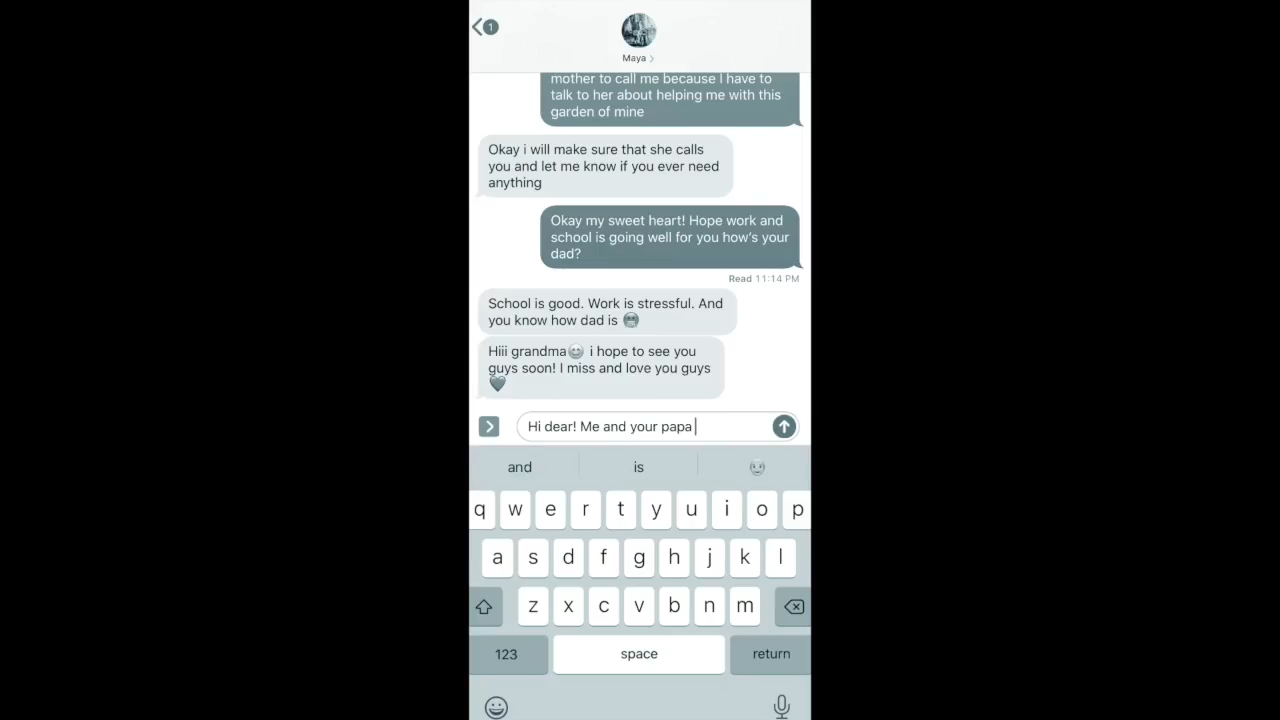 1
Maya >
mother to call me because I have to
talk to her about helping me with this
garden of mine
Okay i will make sure that she calls
you and let me know if you ever need
anything
Okay my sweet heart! Hope work and
school is going well for you how's your
dad?
Read 11:14 PM
School is good. Work is stressful. And
you know how dad is
Hiii grandma😊 i hope to see you
guys soon! I miss and love you guys
🖤
Hi dear! Me and your papa
and is
q w e r t y u i o p
a s d f g h j k l
z x c v b n m
123 space return